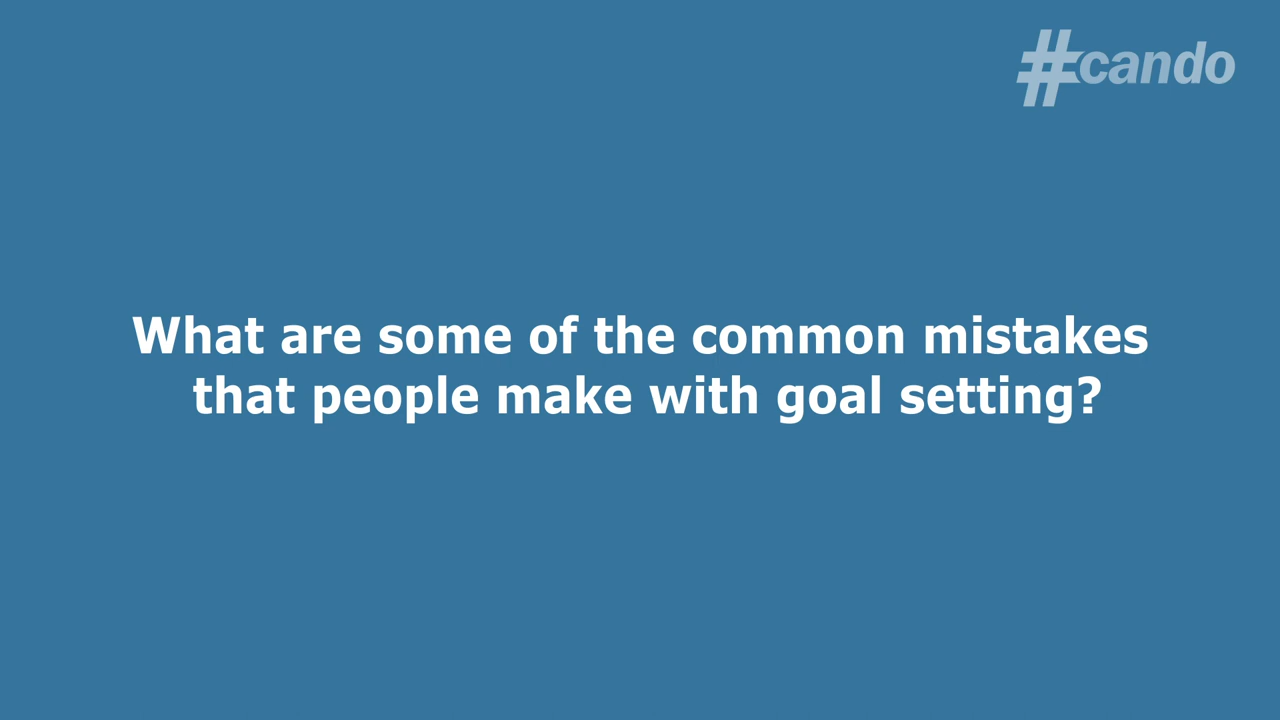 #cando
What are some of the common mistakes
that people make with goal setting?